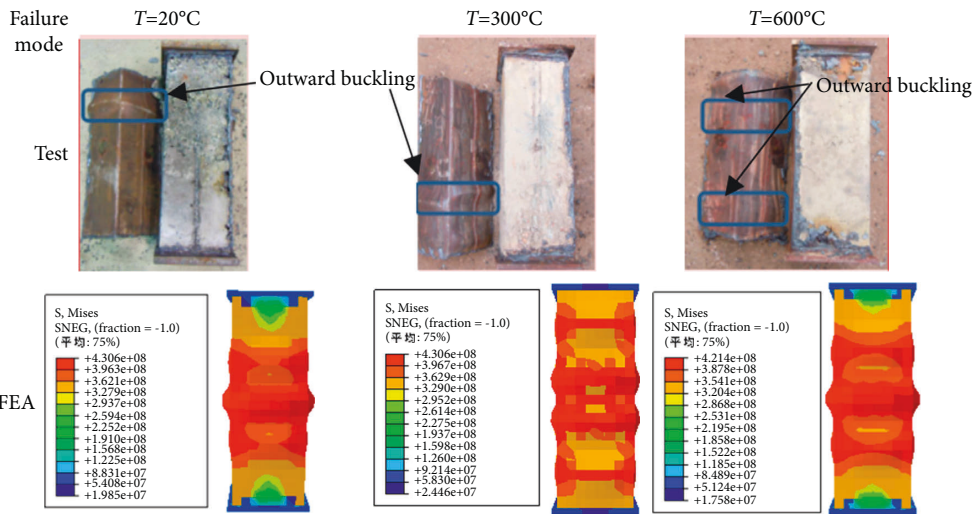 Failure mode
T=20°C
T=300°C
T=600°C
Outward buckling
Outward buckling
Test
S, Mises
SNEG, (fraction = -1.0)
(平均: 75%)
+4.306e+08
+3.963e+08
+3.621e+08
+3.279e+08
+2.937e+08
+2.594e+08
+2.252e+08
+1.910e+08
+1.568e+08
+1.225e+08
+8.831e+07
+5.408e+07
+1.985e+07
S, Mises
SNEG, (fraction = -1.0)
(平均: 75%)
+4.306e+08
+3.967e+08
+3.629e+08
+3.290e+08
+2.952e+08
+2.614e+08
+2.275e+08
+1.937e+08
+1.598e+08
+1.260e+08
+9.214e+07
+5.830e+07
+2.446e+07
S, Mises
SNEG, (fraction = -1.0)
(平均: 75%)
+4.214e+08
+3.878e+08
+3.541e+08
+3.204e+08
+2.868e+08
+2.531e+08
+2.195e+08
+1.858e+08
+1.522e+08
+1.185e+08
+8.489e+07
+5.124e+07
+1.758e+07
FEA